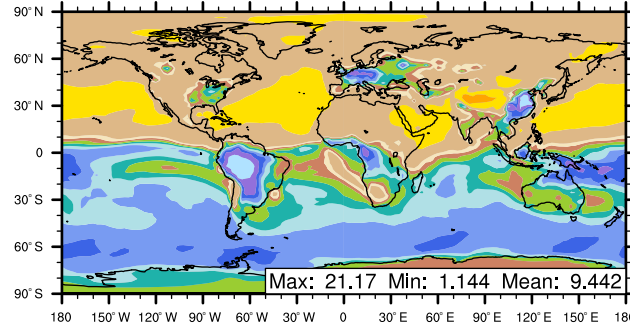 90° N
60° N
30° N
0
30° S
60° S
90° S
Max: 21.17 Min: 1.144 Mean: 9.442
180 150° W 120° W 90° W 60° W 30° W 0 30° E 60° E 90° E 120° E 150° E 180